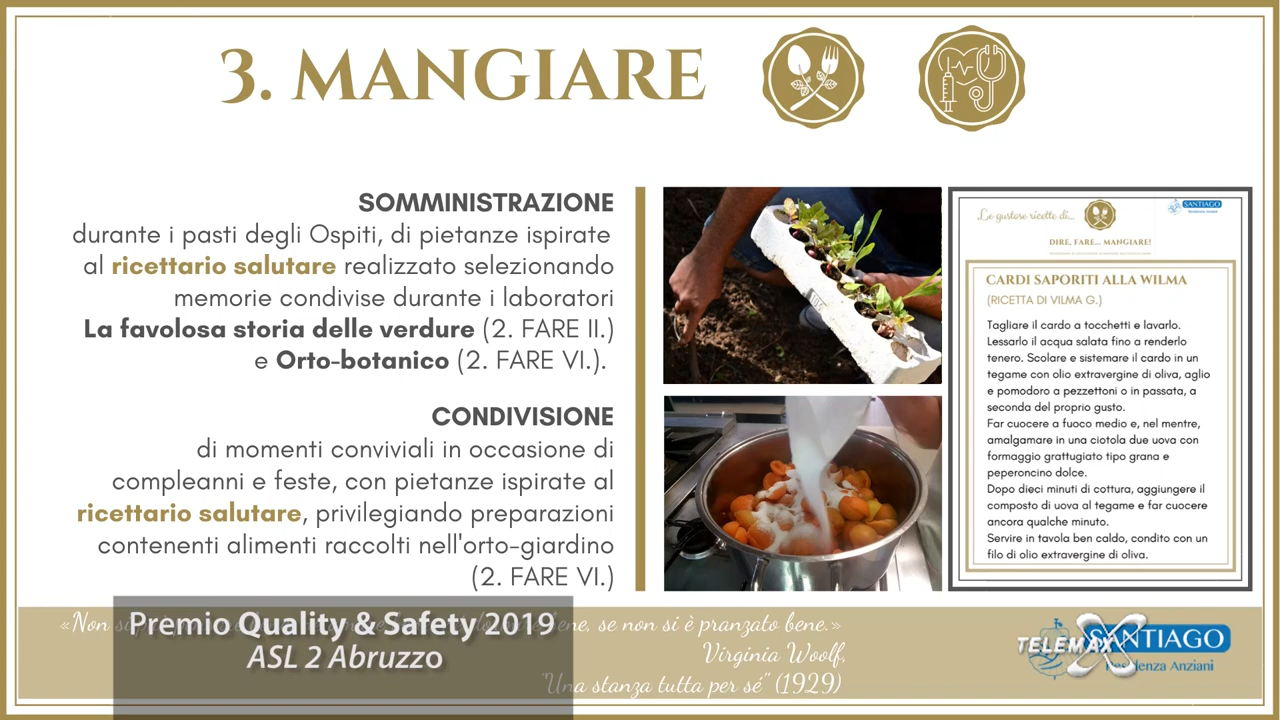 3. MANGIARE
SOMMINISTRAZIONE
durante i pasti degli Ospiti, di pietanze ispirate
al ricettario salutare realizzato selezionando
memorie condivise durante i laboratori
La favolosa storia delle verdure (2. FARE II.)
e Orto-botanico (2. FARE VI.).
CONDIVISIONE
di momenti conviviali in occasione di
compleanni e feste, con pietanze ispirate al
ricettario salutare, privilegiando preparazioni
contenenti alimenti raccolti nell'orto-giardino
(2. FARE VI.)
Le gustose ricette di...
SANTIAGO
DIRE, FARE... MANGIARE!
CARDI SAPORITI ALLA WILMA
(RICETTA DI VILMA G.)
Tagliare il cardo a tocchetti e lavarlo.
Lessarlo il acqua salata fino a renderlo
tenero. Scolare e sistemare il cardo in un
tegame con olio extravergine di oliva, aglio
e pomodoro a pezzettoni o in passata, a
seconda del proprio gusto.
Far cuocere a fuoco medio e, nel mentre,
amalgamare in una ciotola due uova con
formaggio grattugiato tipo grana e
peperoncino dolce.
Dopo dieci minuti di cottura, aggiungere il
composto di uova al tegame e far cuocere
ancora qualche minuto.
Servire in tavola ben caldo, condito con un
filo di olio extravergine di oliva.
«Non se non si è pranzato bene.»
Virginia Woolf,
"Una stanza tutta per sé" (1929)
Premio Quality & Safety 2019
ASL 2 Abruzzo
TELEMAX
SANTIAGO
Residenza Anziani